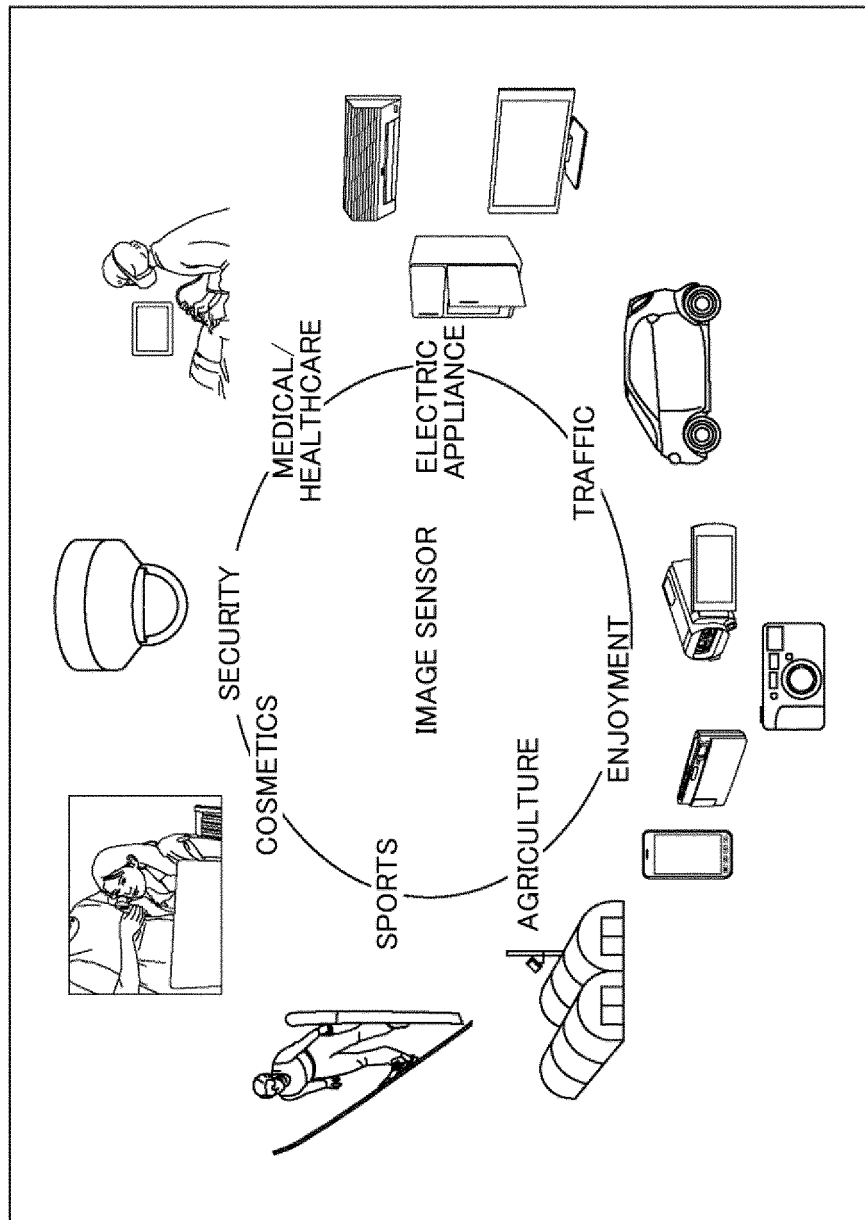 SECURITY
MEDICAL/
HEALTHCARE
COSMETICS
IMAGE SENSOR
ELECTRIC
APPLIANCE
SPORTS
TRAFFIC
AGRICULTURE
ENJOYMENT